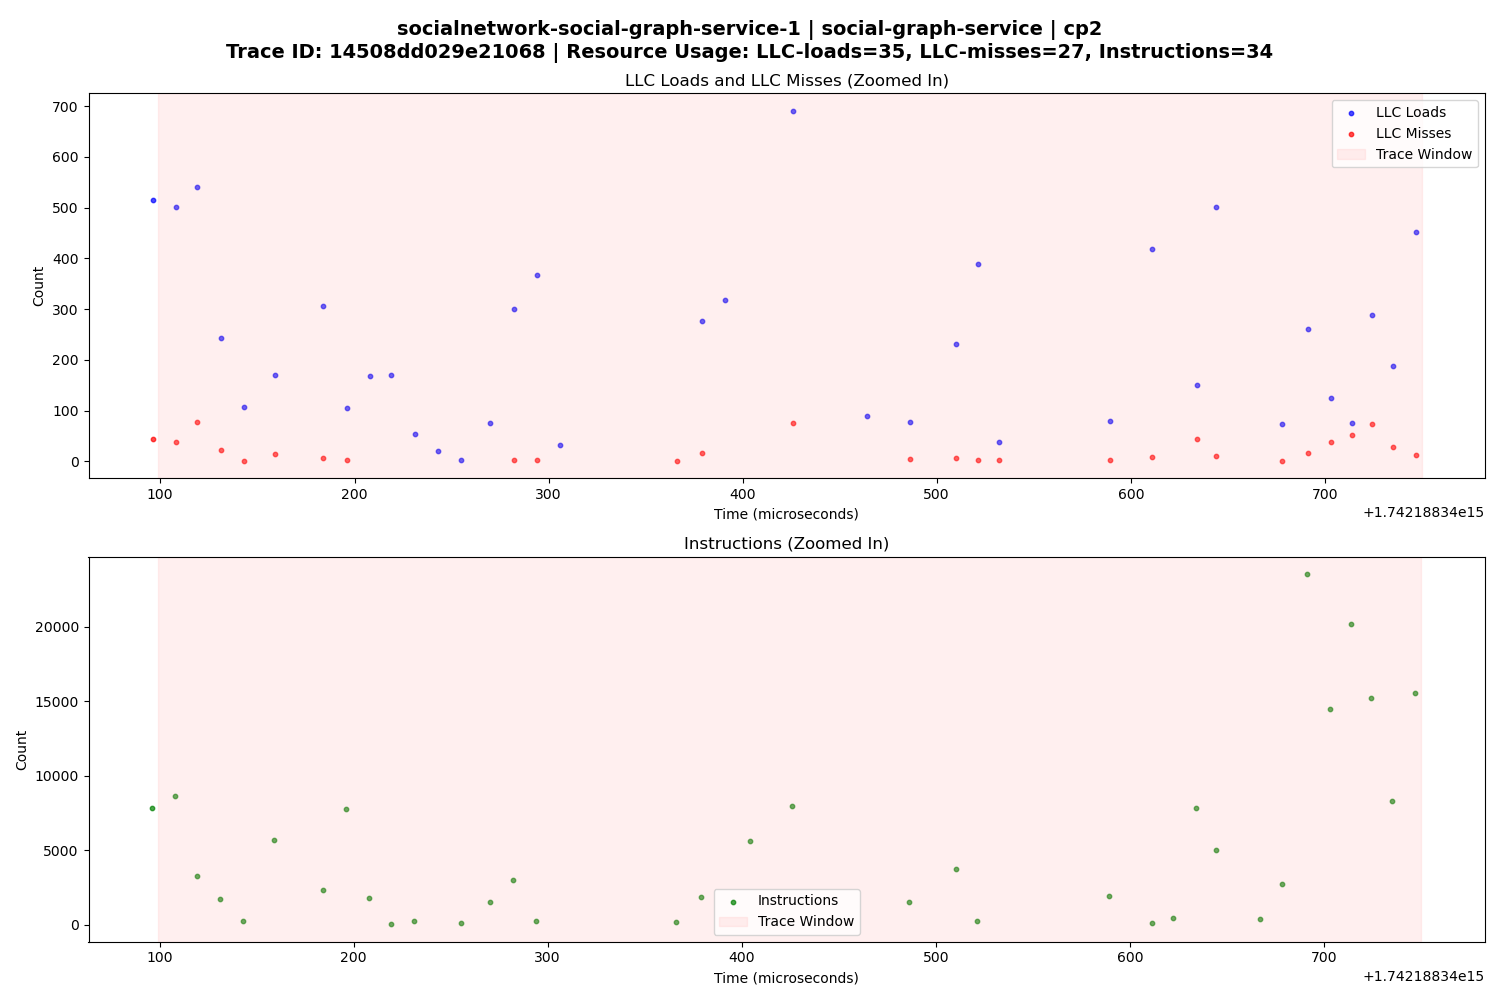 socialnetwork-social-graph-service-1 | social-graph-service | cp2
Trace ID: 14508dd029e21068 | Resource Usage: LLC-loads=35, LLC-misses=27, Instructions=34
LLC Loads and LLC Misses (Zoomed In)
700
600
500
400
300
200
100
0
Count
LLC Loads
LLC Misses
Trace Window
100 200 300 400 500 600 700
Time (microseconds)
+1.74218834e15
Instructions (Zoomed In)
20000
15000
10000
5000
0
Count
Instructions
Trace Window
100 200 300 400 500 600 700
Time (microseconds)
+1.74218834e15